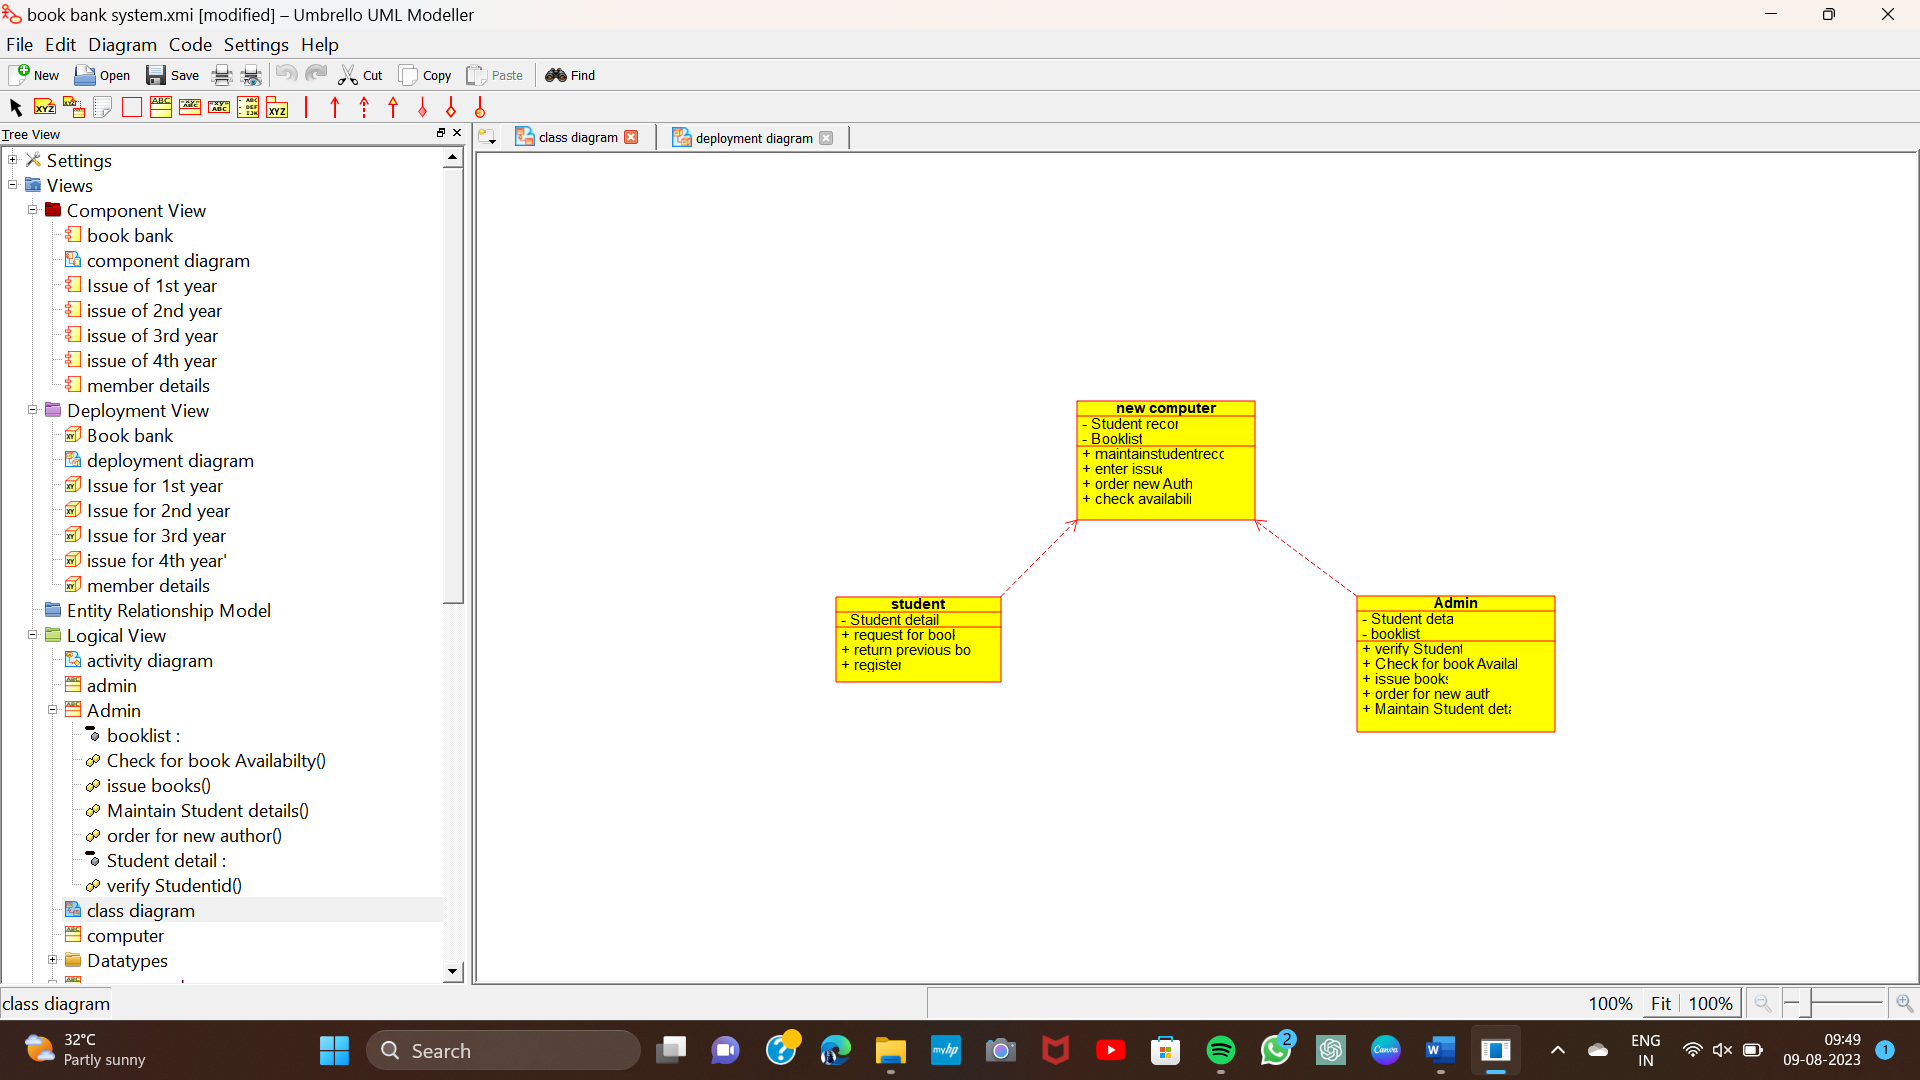 book bank system.xmi [modified] – Umbrello UML Modeller
File Edit Diagram Code Settings Help
New Open Save Cut Copy Paste Find
Tree View
class diagram
deployment diagram
Settings
Views
Component View
book bank
component diagram
Issue of 1st year
issue of 2nd year
issue of 3rd year
issue of 4th year
member details
Deployment View
Book bank
deployment diagram
Issue for 1st year
Issue for 2nd year
Issue for 3rd year
issue for 4th year'
member details
Entity Relationship Model
Logical View
activity diagram
admin
Admin
booklist :
Check for book Availabilty()
issue books()
Maintain Student details()
order for new author()
Student detail :
verify Studentid()
class diagram
computer
Datatypes
new computer
- Student recor
- Booklist
+ maintainstudentrecc
+ enter issue
+ order new Auth
+ check availabili
student
- Student detail
+ request for bool
+ return previous bo
+ register
Admin
- Student deta
- booklist
+ verify Student
+ Check for book Availal
+ issue books
+ order for new auth
+ Maintain Student deta
class diagram
100% Fit 100%
32°C
Partly sunny
Search
myhp
Canva
2
ENG
IN
09:49
09-08-2023
1